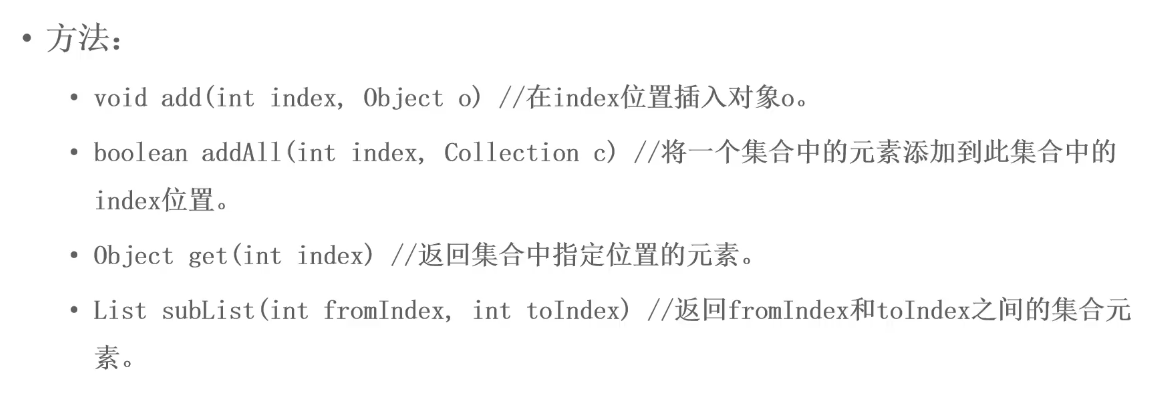 • 方法：
• void add(int index, Object o) //在index位置插入对象o。
• boolean addAll(int index, Collection c) //将一个集合中的元素添加到此集合中的
index位置。
• Object get(int index) //返回集合中指定位置的元素。
• List subList(int fromIndex, int toIndex) //返回fromIndex和toIndex之间的集合元
素。